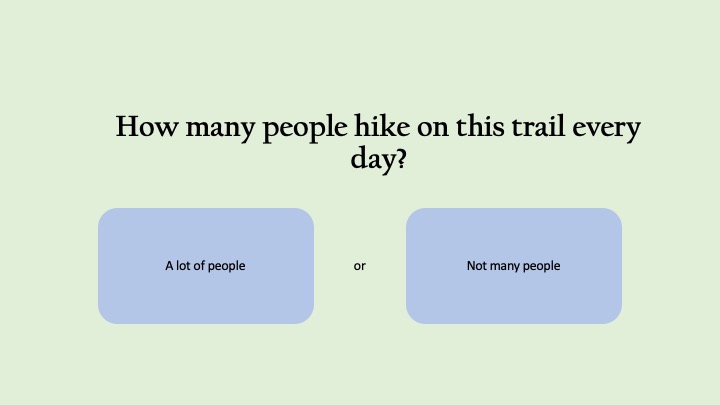 How many people hike on this trail every
day?
A lot of people
or
Not many people